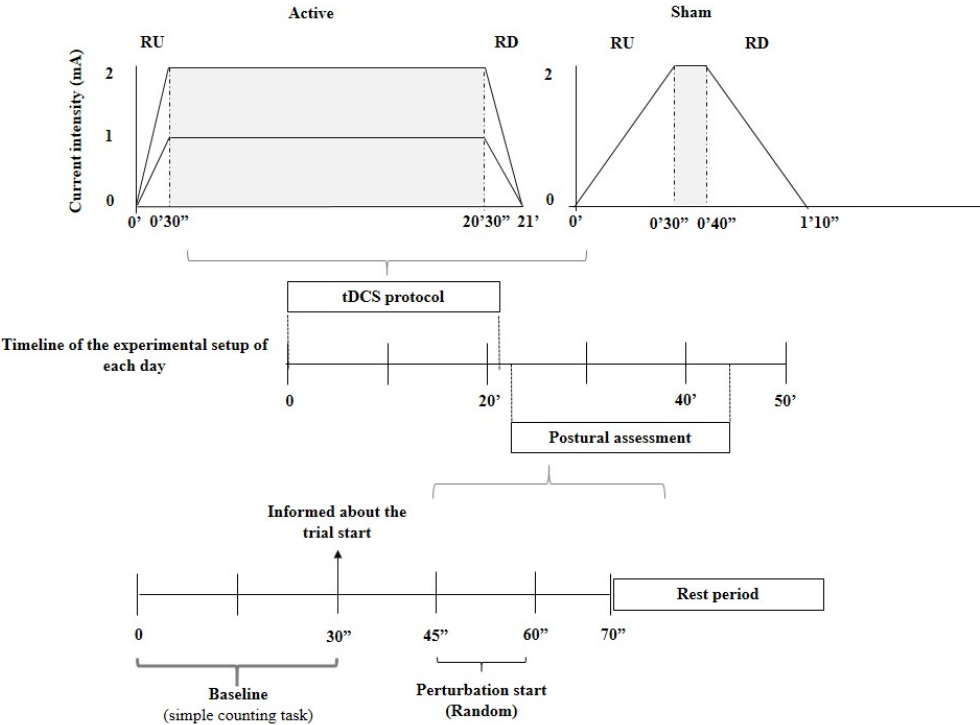 Active
Sham
RU
RD
RU
RD
Current intensity (mA)
2
1
0
0’ 0’30” 20’30” 21’
2
0
0’ 0’30” 0’40” 1’10”
tDCS protocol
Timeline of the experimental setup of
each day
0 20’ 40’ 50’
Postural assessment
Informed about the
trial start
Rest period
0 30” 45” 60” 70”
Baseline
(simple counting task)
Perturbation start
(Random)